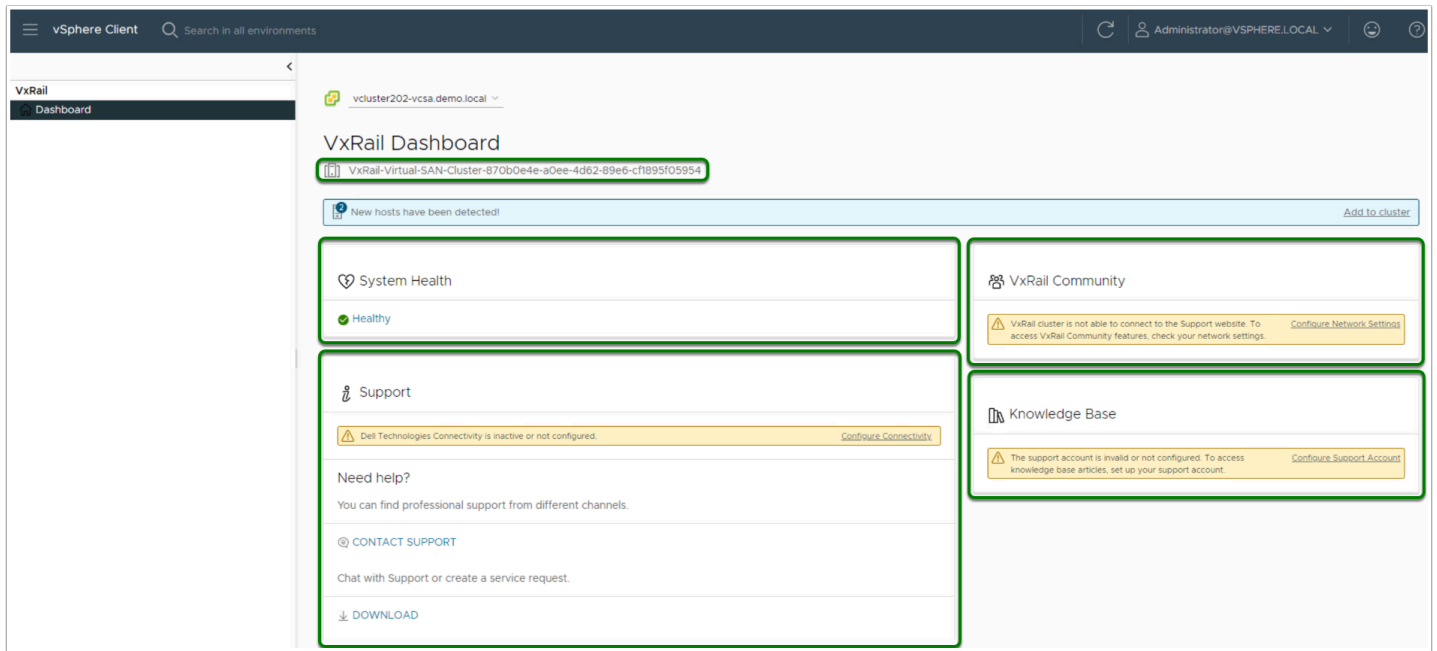 vSphere Client
Search in all environments
Administrator@VSPHERE.LOCAL
VxRail
Dashboard
vcluster202-vcsa.demo.local
VxRail Dashboard
VxRail-Virtual-SAN-Cluster-870b0e4e-a0ee-4d62-89e6-cf1895f05954
2
New hosts have been detected!
Add to cluster
System Health
Healthy
Support
Dell Technologies Connectivity is inactive or not configured.
Configure Connectivity
Need help?
You can find professional support from different channels.
CONTACT SUPPORT
Chat with Support or create a service request.
DOWNLOAD
VxRail Community
VxRail cluster is not able to connect to the Support website. To
access VxRail Community features, check your network settings.
Configure Network Settings
Knowledge Base
The support account is invalid or not configured. To access
knowledge base articles, set up your support account.
Configure Support Account